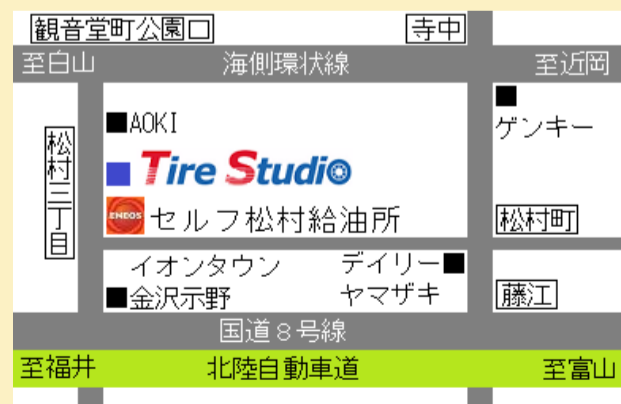 観音堂町公園口
寺中
至白山
海側環状線
至近岡
■AOKI
■
ゲンキー
松村三丁目
■ Tire Studio
ENEOS
セルフ松村給油所
松村町
イオンタウン
■金沢示野
デイリー■
ヤマザキ
藤江
国道８号線
至福井
北陸自動車道
至富山